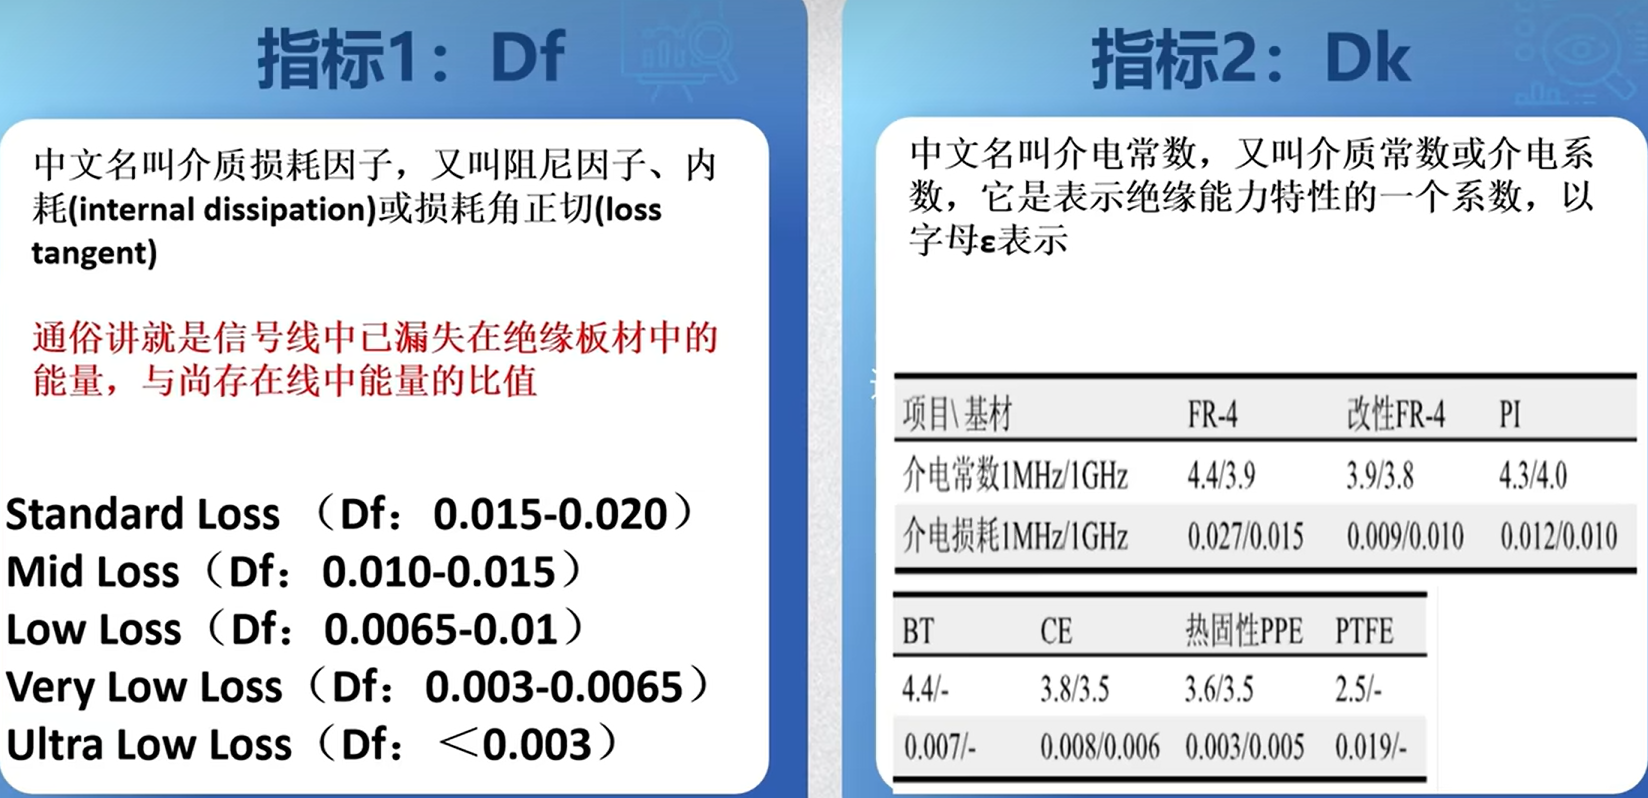 指标1：Df
中文名叫介质损耗因子，又叫阻尼因子、内
耗(internal dissipation)或损耗角正切(loss
tangent)
通俗讲就是信号线中已漏失在绝缘板材中的
能量，与尚存在线中能量的比值
Standard Loss （Df： 0.015-0.020）
Mid Loss（Df： 0.010-0.015）
Low Loss（Df： 0.0065-0.01）
Very Low Loss（Df： 0.003-0.0065）
Ultra Low Loss（Df： ＜0.003）
指标2：Dk
中文名叫介电常数，又叫介质常数或介电系
数，它是表示绝缘能力特性的一个系数，以
字母ε表示
项目\基材 FR-4 改性FR-4 PI
介电常数1MHz/1GHz 4.4/3.9 3.9/3.8 4.3/4.0
介电损耗1MHz/1GHz 0.027/0.015 0.009/0.010 0.012/0.010
BT CE 热固性PPE PTFE
4.4/- 3.8/3.5 3.6/3.5 2.5/-
0.007/- 0.008/0.006 0.003/0.005 0.019/-